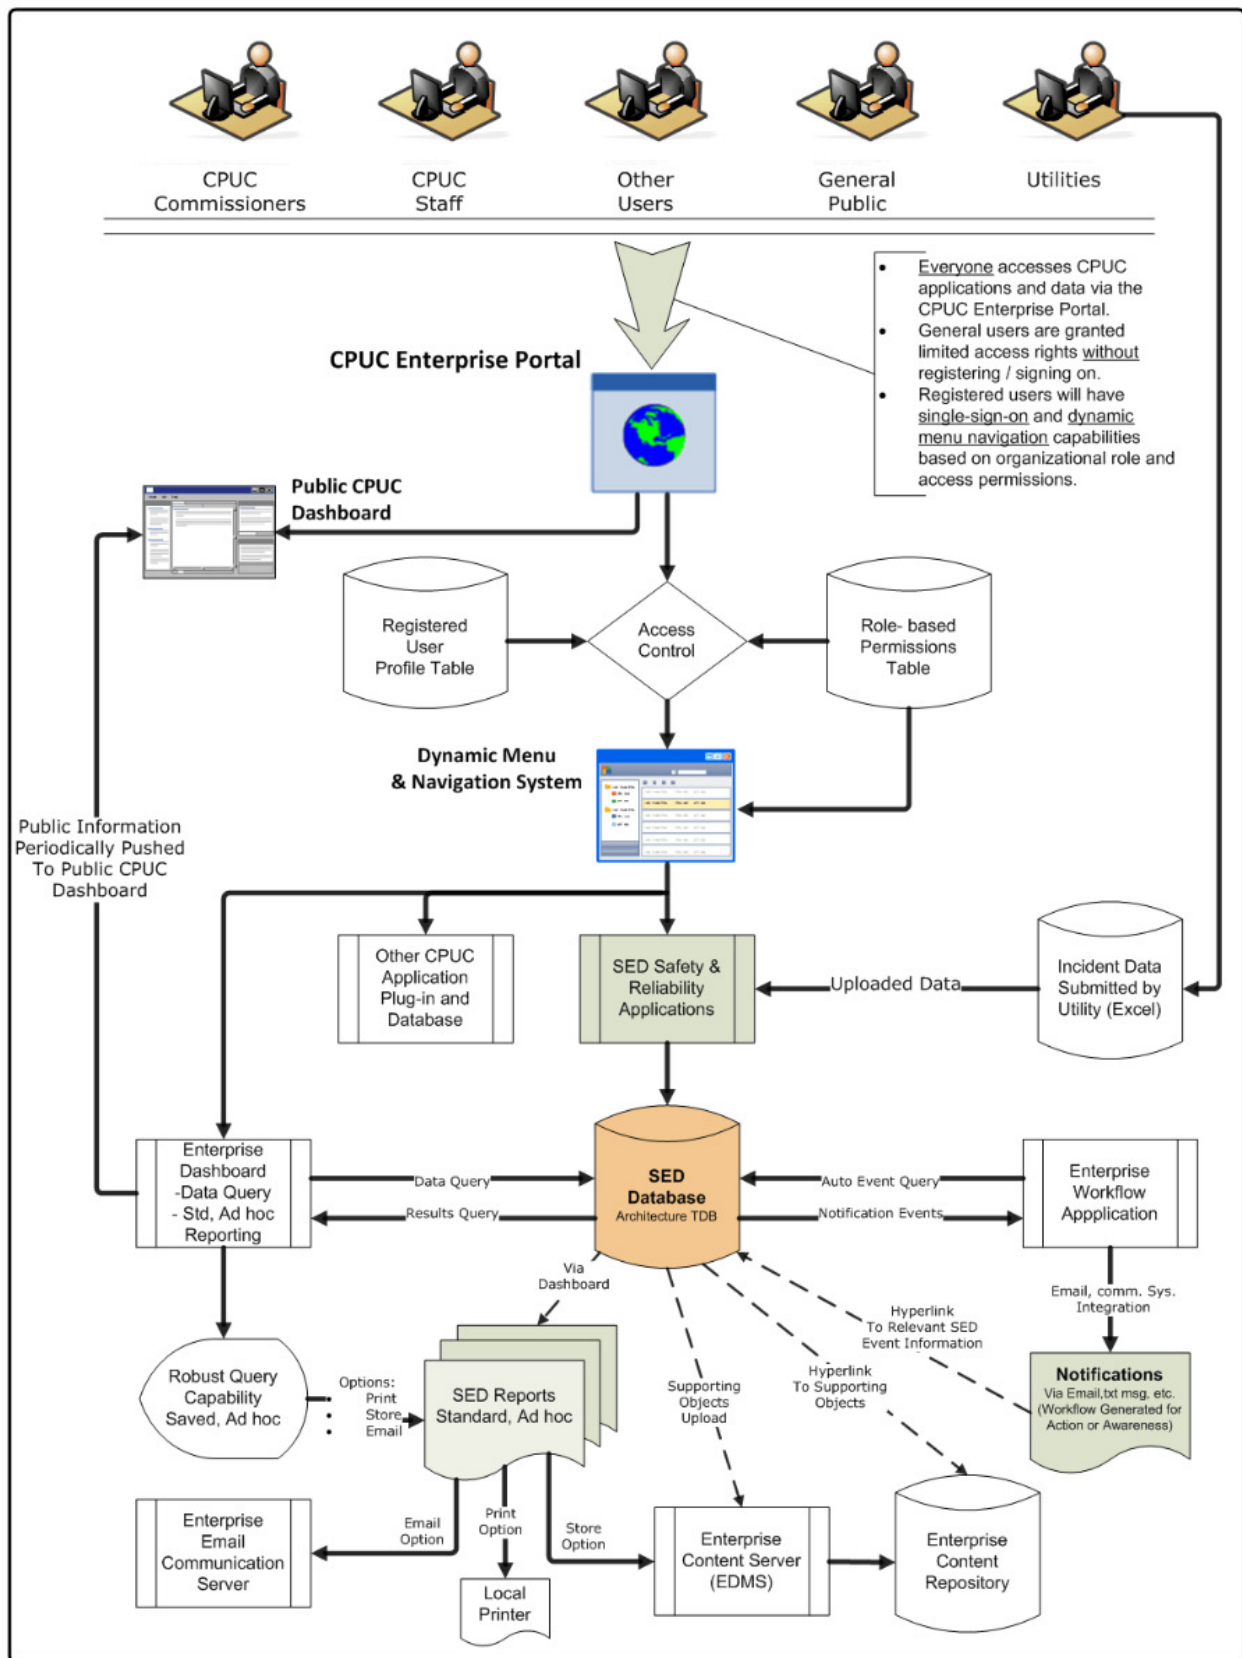 CPUC
Commissioners
CPUC
Staff
Other
Users
General
Public
Utilities
• Everyone accesses CPUC
applications and data via the
CPUC Enterprise Portal.
• General users are granted
limited access rights without
registering / signing on.
• Registered users will have
single-sign-on and dynamic
menu navigation capabilities
based on organizational role and
access permissions.
CPUC Enterprise Portal
Public CPUC
Dashboard
Registered
User
Profile Table
Access
Control
Role- based
Permissions
Table
Dynamic Menu
& Navigation System
Public Information
Periodically Pushed
To Public CPUC
Dashboard
Other CPUC
Application
Plug-in and
Database
SED Safety &
Reliability
Applications
Uploaded Data
Incident Data
Submitted by
Utility (Excel)
Enterprise
Dashboard
-Data Query
- Std, Ad hoc
Reporting
Data Query
Results Query
SED
Database
Architecture TDB
Auto Event Query
Notification Events
Enterprise
Workflow
Appplication
Via
Dashboard
Email, comm. Sys.
Integration
Hyperlink
To Relevant SED
Event Information
Robust Query
Capability
Saved, Ad hoc
Options:
• Print
• Store
• Email
SED Reports
Standard, Ad hoc
Supporting
Objects
Upload
Hyperlink
To Supporting
Objects
Notifications
Via Email,txt msg, etc.
(Workflow Generated for
Action or Awareness)
Enterprise
Email
Communication
Server
Email
Option
Print
Option
Store
Option
Local
Printer
Enterprise
Content Server
(EDMS)
Enterprise
Content
Repository